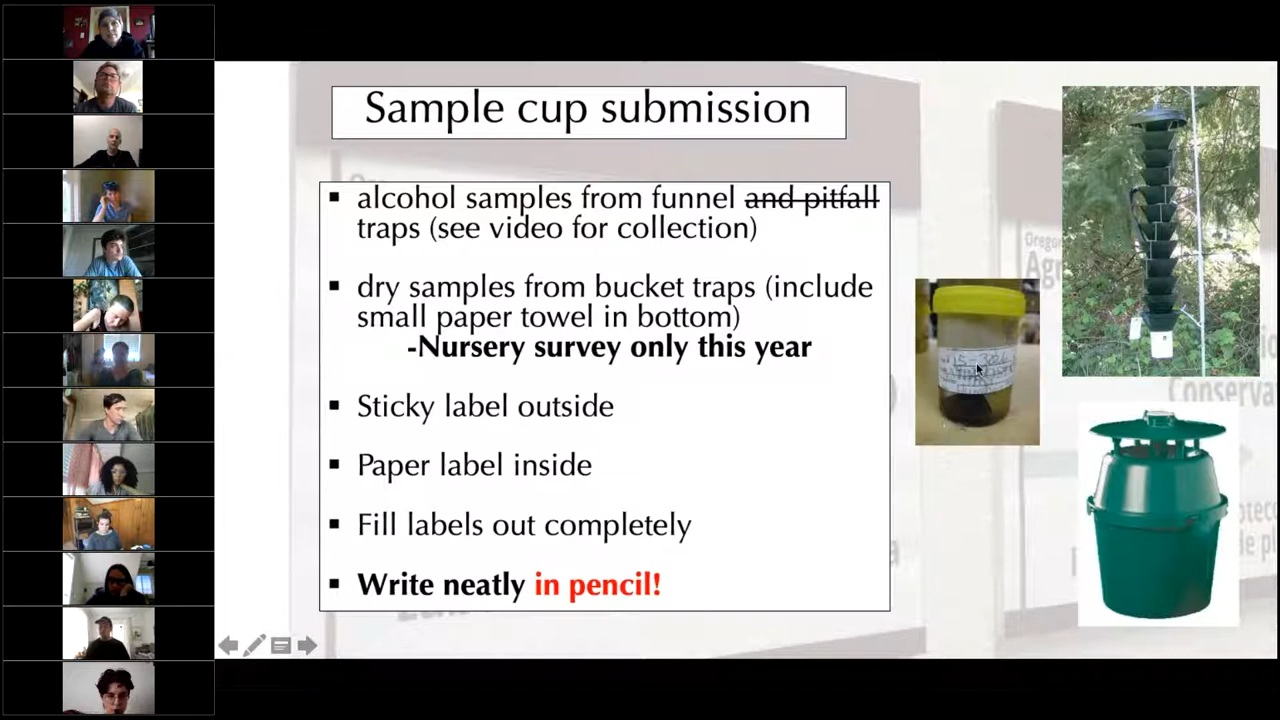 Sample cup submission
▪ alcohol samples from funnel and pitfall
traps (see video for collection)
▪ dry samples from bucket traps (include
small paper towel in bottom)
-Nursery survey only this year
▪ Sticky label outside
▪ Paper label inside
▪ Fill labels out completely
▪ Write neatly in pencil!